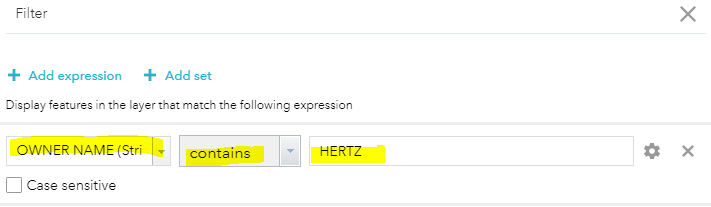 Filter
+ Add expression + Add set
Display features in the layer that match the following expression
OWNER NAME (Stri contains HERTZ
Case sensitive